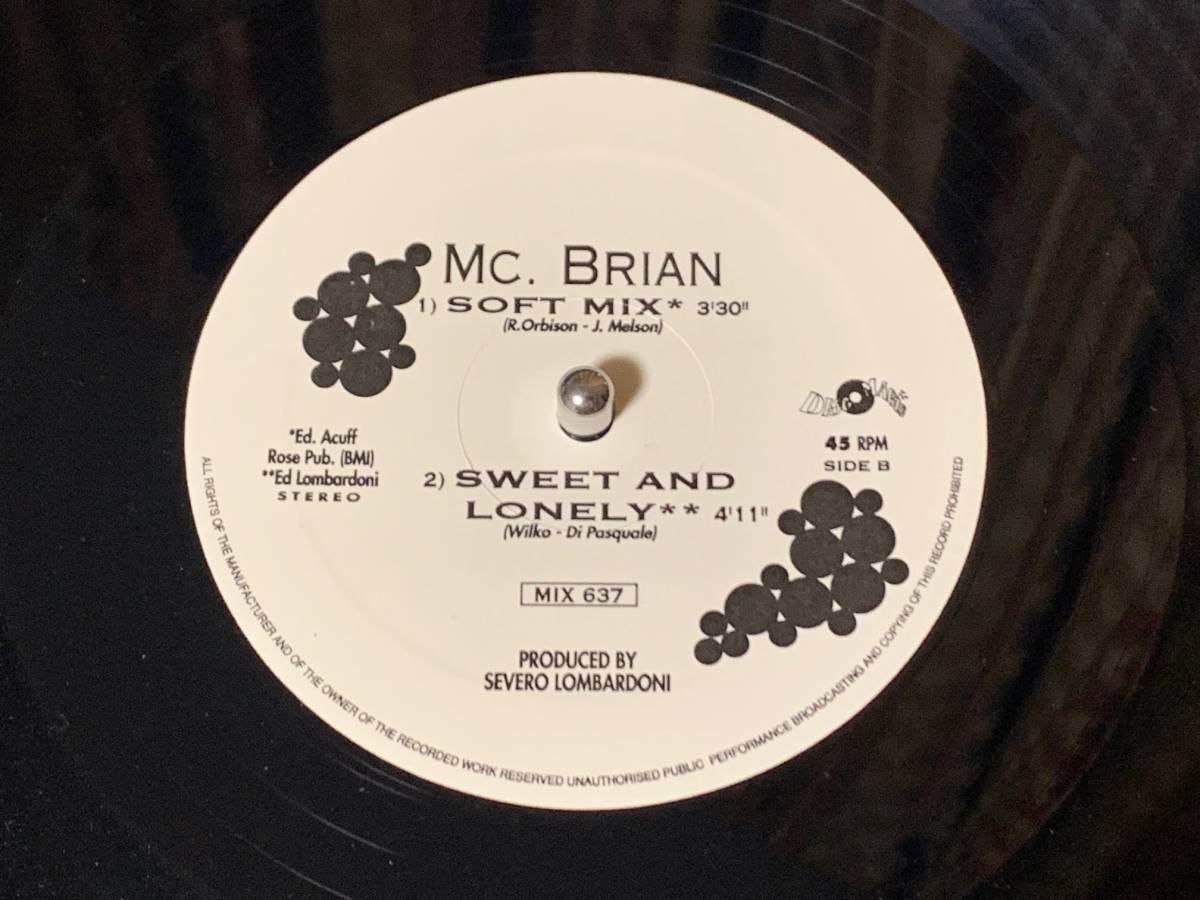 MC. BRIAN
1) SOFT MIX* 3'30"
(R.Orbison - J. Melson)
*Ed. Acuff
Rose Pub. (BMI)
**Ed Lombardoni
STEREO
DISCOMAGIC
45 RPM
SIDE B
2) SWEET AND
LONELY** 4'11"
(Wilko - Di Pasquale)
MIX 637
PRODUCED BY
SEVERO LOMBARDONI
ALL RIGHTS OF THE MANUFACTURER AND OF THE OWNER OF THE RECORDED WORK RESERVED UNAUTHORISED PUBLIC PERFORMANCE BROADCASTING AND COPYING OF THIS RECORD PROHIBITED